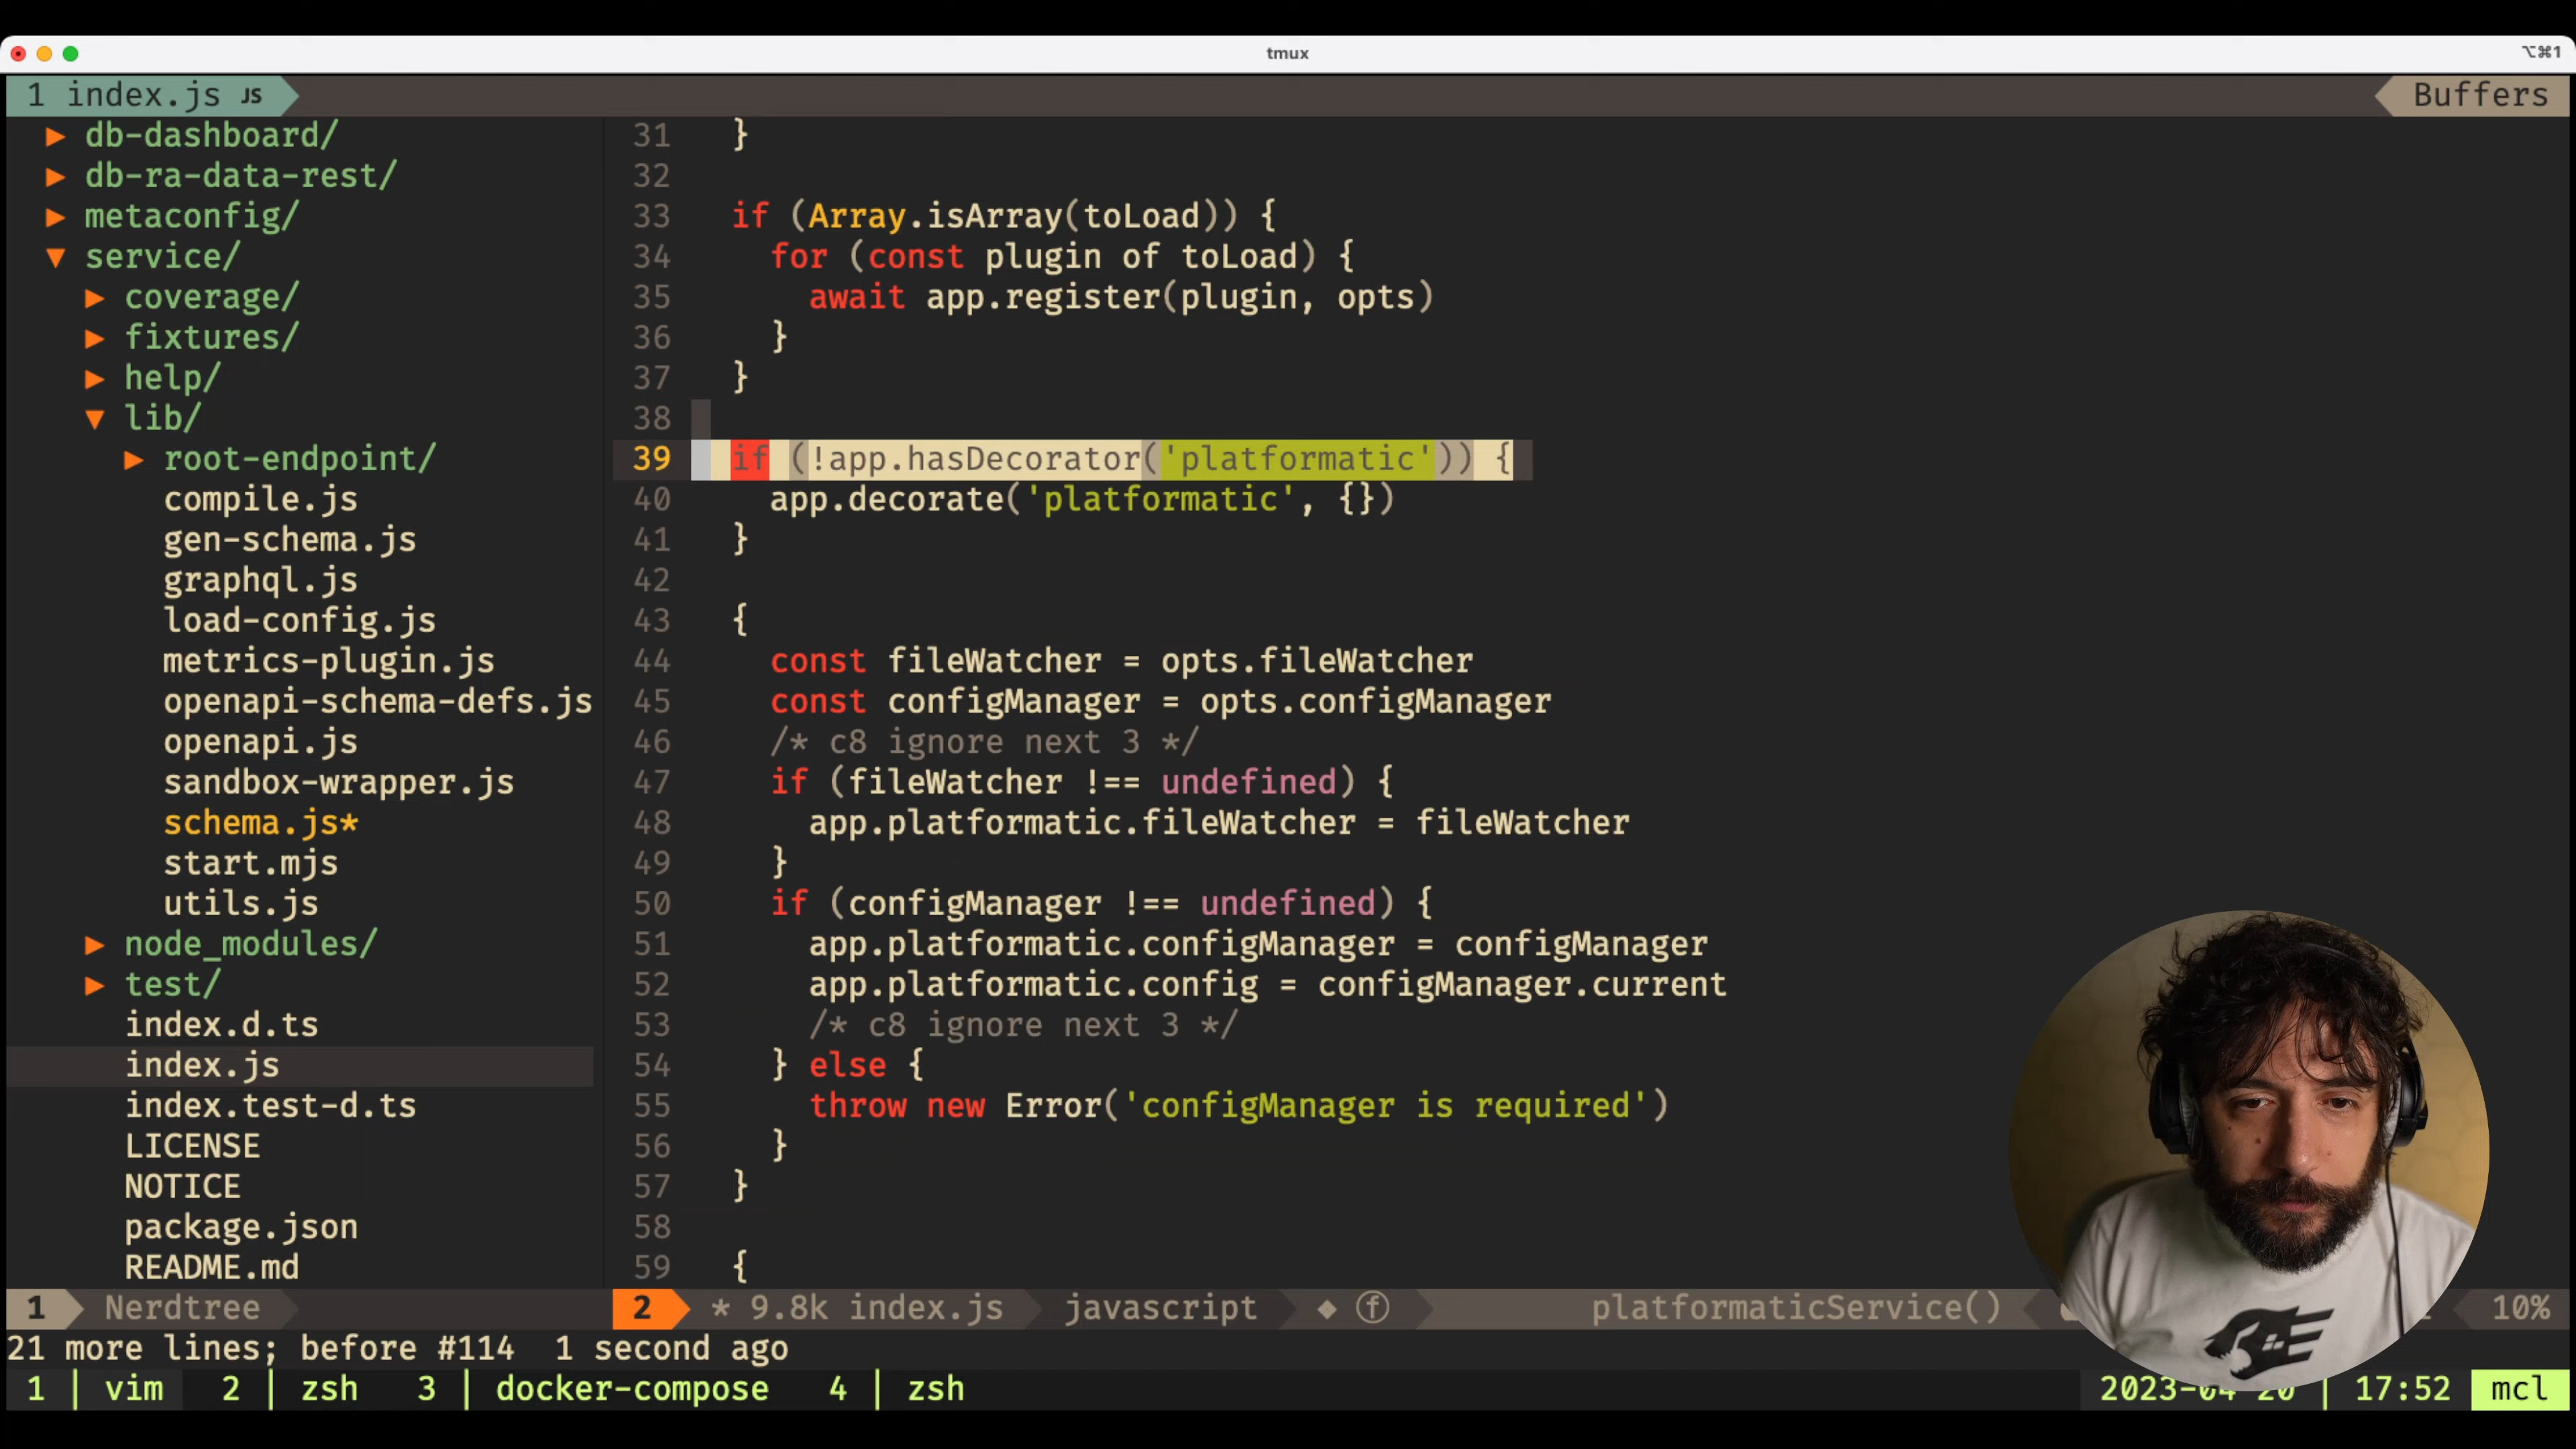 tmux
⌥⌘1
1 index.js JS
Buffers
▶ db-dashboard/
▶ db-ra-data-rest/
▶ metaconfig/
▼ service/
▶ coverage/
▶ fixtures/
▶ help/
▼ lib/
▶ root-endpoint/
compile.js
gen-schema.js
graphql.js
load-config.js
metrics-plugin.js
openapi-schema-defs.js
openapi.js
sandbox-wrapper.js
schema.js*
start.mjs
utils.js
▶ node_modules/
▶ test/
index.d.ts
index.js
index.test-d.ts
LICENSE
NOTICE
package.json
README.md
31 }
32
33 if (Array.isArray(toLoad)) {
34 for (const plugin of toLoad) {
35 await app.register(plugin, opts)
36 }
37 }
38
39 if (!app.hasDecorator('platformatic')) {
40 app.decorate('platformatic', {})
41 }
42
43 {
44 const fileWatcher = opts.fileWatcher
45 const configManager = opts.configManager
46 /* c8 ignore next 3 */
47 if (fileWatcher !== undefined) {
48 app.platformatic.fileWatcher = fileWatcher
49 }
50 if (configManager !== undefined) {
51 app.platformatic.configManager = configManager
52 app.platformatic.config = configManager.current
53 /* c8 ignore next 3 */
54 } else {
55 throw new Error('configManager is required')
56 }
57 }
58
59 {
1 Nerdtree
2 * 9.8k index.js javascript ◆ ⓕ platformaticService() 10%
21 more lines; before #114 1 second ago
1 | vim 2 | zsh 3 | docker-compose 4 | zsh
2023-04-20 | 17:52 mcl